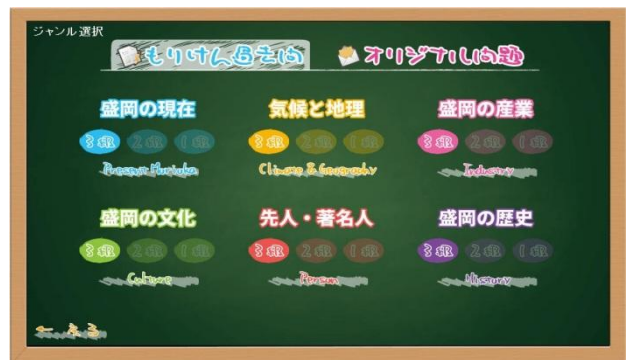 ジャンル選択
もりけん過去問 オリジナル問題
盛岡の現在 気候と地理 盛岡の産業
3級 2級 1級 3級 2級 1級 3級 2級 1級
Present Morioka Climate & Geography Industry
盛岡の文化 先人・著名人 盛岡の歴史
3級 2級 1級 3級 2級 1級 3級 2級 1級
Culture Person History
← もどる